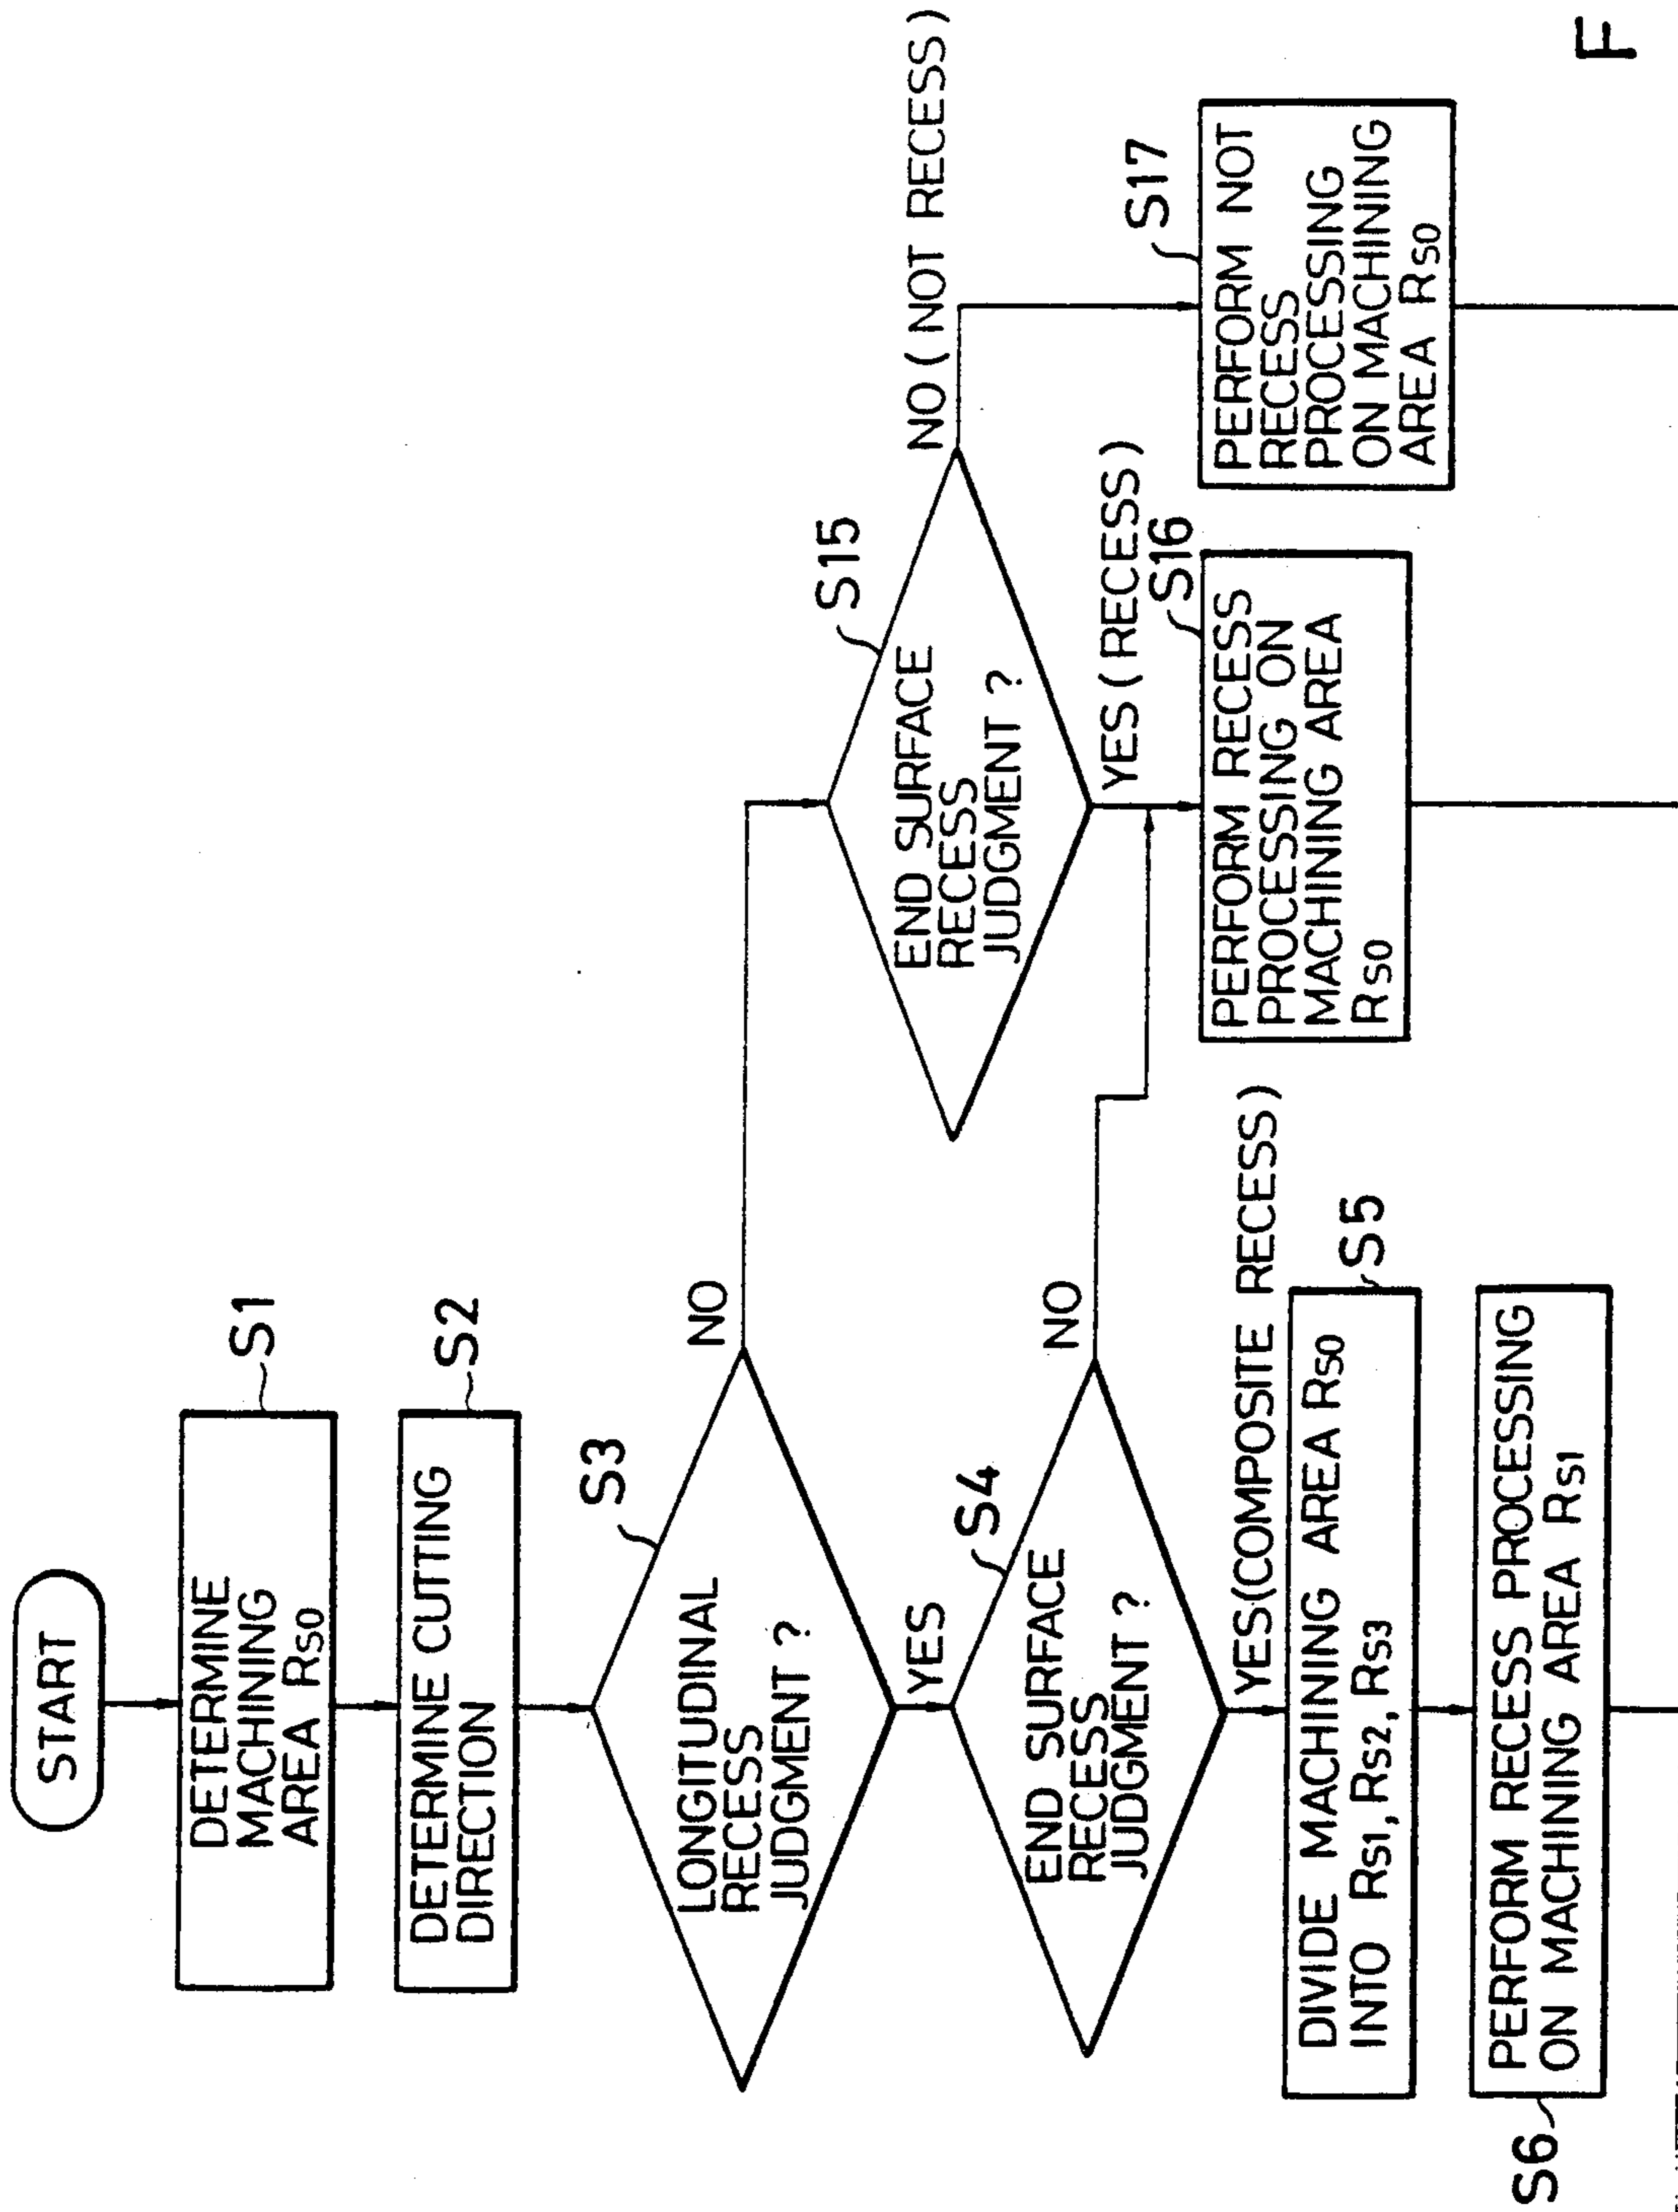 START
S1
DETERMINE
MACHINING
AREA RS0
S2
DETERMINE CUTTING
DIRECTION
S3
LONGITUDINAL
RECESS
JUDGMENT ?
NO
YES
S4
END SURFACE
RECESS
JUDGMENT ?
NO
YES(COMPOSITE RECESS)
S5
DIVIDE MACHINING AREA RS0
INTO RS1, RS2, RS3
S6
PERFORM RECESS PROCESSING
ON MACHINING AREA RS1
S15
END SURFACE
RECESS
JUDGMENT ?
NO ( NOT RECESS )
YES ( RECESS )
S16
PERFORM RECESS
PROCESSING ON
MACHINING AREA
RS0
S17
PERFORM NOT
RECESS
PROCESSING
ON MACHINING
AREA RS0
F